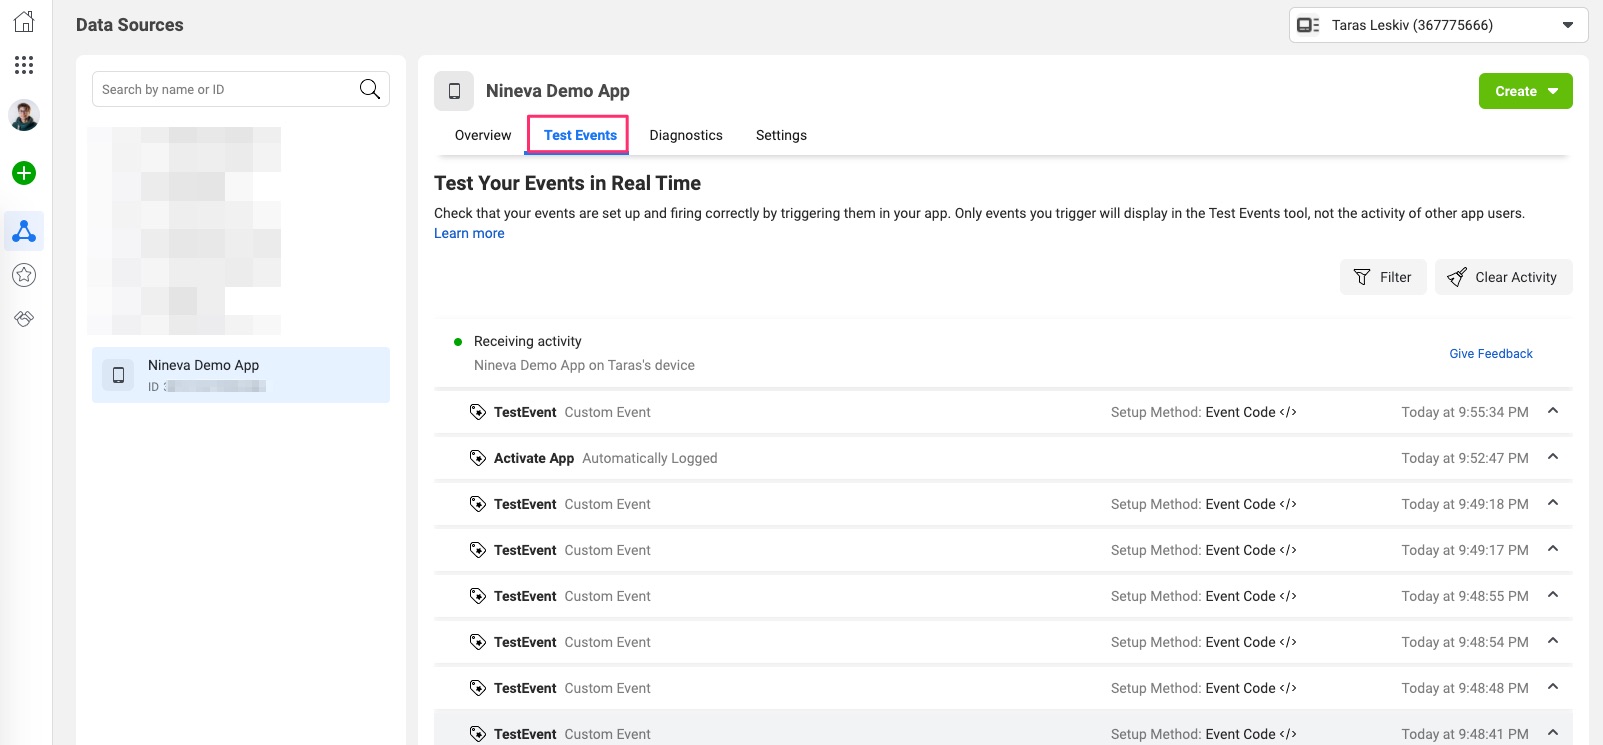 Data Sources
Taras Leskiv (367775666)
Search by name or ID
Nineva Demo App
ID
Nineva Demo App
Create
Overview
Test Events
Diagnostics
Settings
Test Your Events in Real Time
Check that your events are set up and firing correctly by triggering them in your app. Only events you trigger will display in the Test Events tool, not the activity of other app users.
Learn more
Filter
Clear Activity
Receiving activity
Nineva Demo App on Taras's device
Give Feedback
TestEvent Custom Event Setup Method: Event Code </> Today at 9:55:34 PM
Activate App Automatically Logged Today at 9:52:47 PM
TestEvent Custom Event Setup Method: Event Code </> Today at 9:49:18 PM
TestEvent Custom Event Setup Method: Event Code </> Today at 9:49:17 PM
TestEvent Custom Event Setup Method: Event Code </> Today at 9:48:55 PM
TestEvent Custom Event Setup Method: Event Code </> Today at 9:48:54 PM
TestEvent Custom Event Setup Method: Event Code </> Today at 9:48:48 PM
TestEvent Custom Event Setup Method: Event Code </> Today at 9:48:41 PM